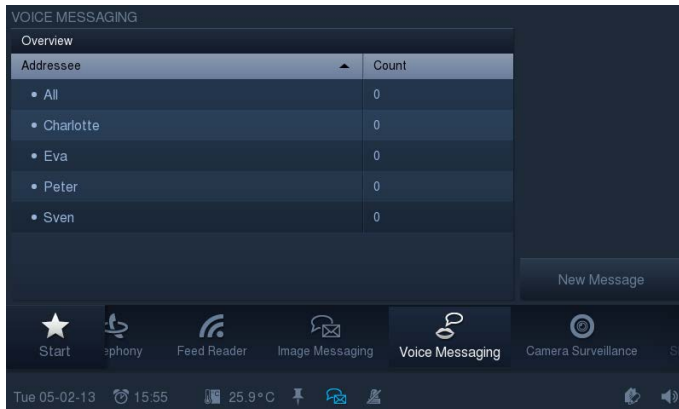 VOICE MESSAGING
Overview
Addressee Count
All 0
Charlotte 0
Eva 0
Peter 0
Sven 0
New Message
Start ephony Feed Reader Image Messaging Voice Messaging Camera Surveillance S
Tue 05-02-13 15:55 25.9°C